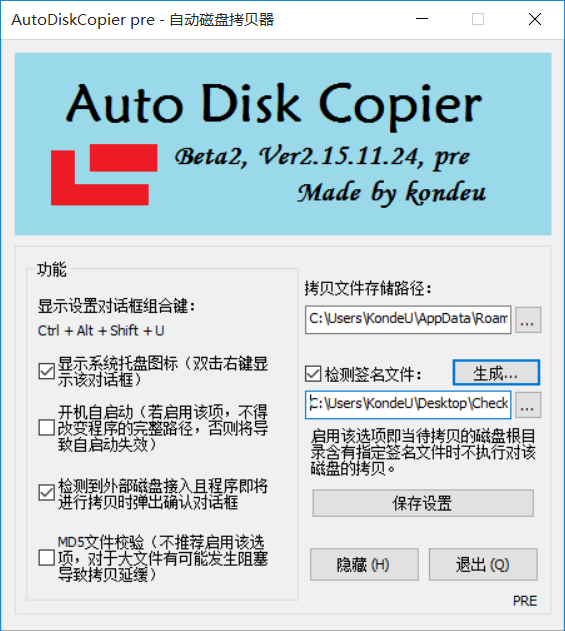 AutoDiskCopier pre - 自动磁盘拷贝器
Auto Disk Copier
Beta2, Ver2.15.11.24, pre
Made by kondeu
功能
显示设置对话框组合键：
Ctrl + Alt + Shift + U
显示系统托盘图标（双击右键显
示该对话框）
开机自启动（若启用该项，不得
改变程序的完整路径，否则将导
致自启动失效）
检测到外部磁盘接入且程序即将
进行拷贝时弹出确认对话框
MD5文件校验（不推荐启用该选
项，对于大文件有可能发生阻塞
导致拷贝延缓）
拷贝文件存储路径：
C:\Users\KondeU\AppData\Roam
...
检测签名文件：
生成...
C:\Users\KondeU\Desktop\Check
...
启用该选项即当待拷贝的磁盘根目
录含有指定签名文件时不执行对该
磁盘的拷贝。
保存设置
隐藏 (H)
退出 (Q)
PRE